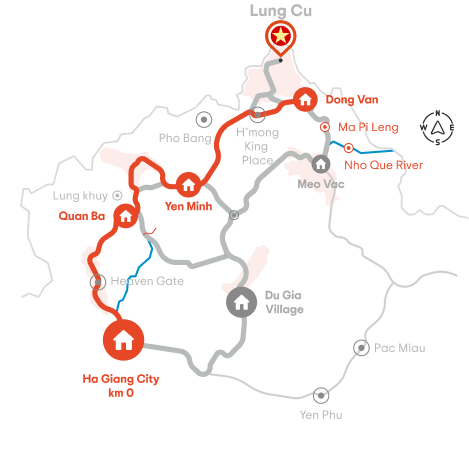 Lung Cu
Dong Van
Ma Pi Leng
N
W
E
S
H'mong
King
Place
Pho Bang
Nho Que River
Meo Vac
Lung khuy
Yen Minh
Quan Ba
Heaven Gate
Du Gia
Village
Pac Miau
Ha Giang City
km 0
Yen Phu